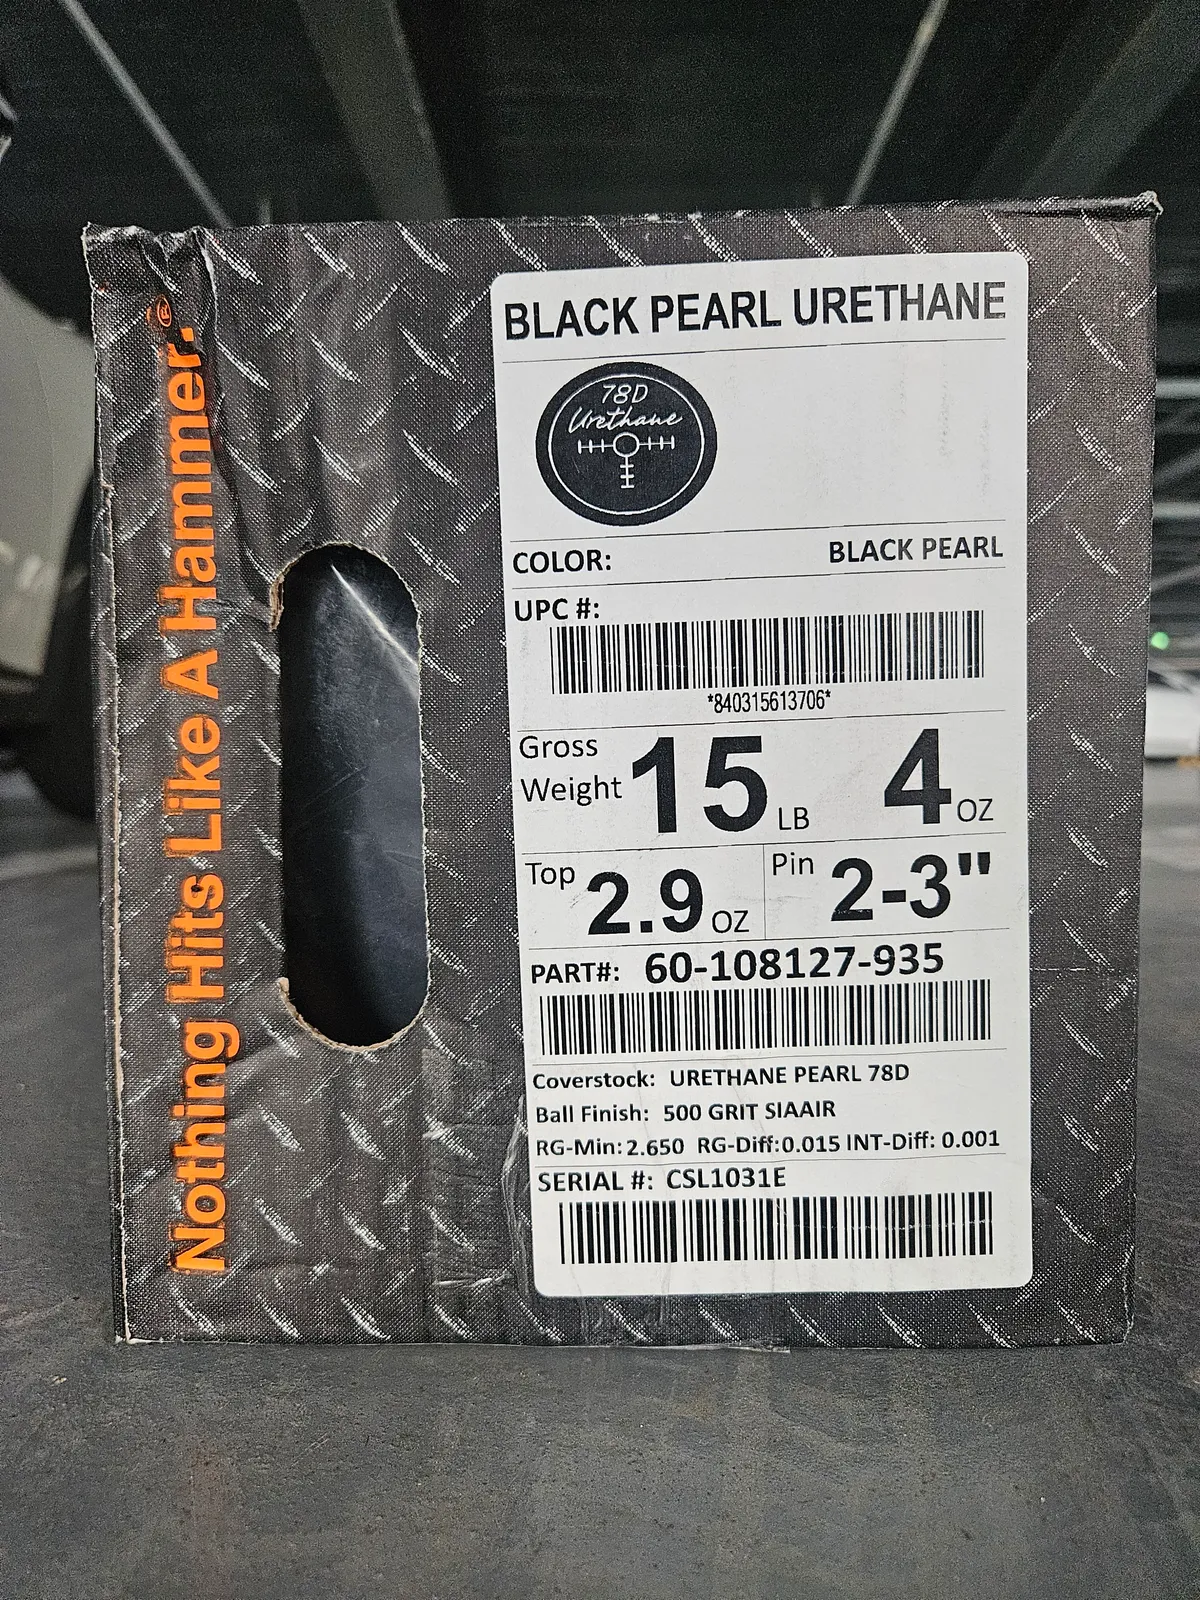 Nothing Hits Like A Hammer.®
BLACK PEARL URETHANE
78D
Urethane
COLOR: BLACK PEARL
UPC #:
*840315613706*
Gross Weight 15 LB 4 OZ
Top 2.9 OZ Pin 2-3"
PART#: 60-108127-935
Coverstock: URETHANE PEARL 78D
Ball Finish: 500 GRIT SIAAIR
RG-Min: 2.650 RG-Diff:0.015 INT-Diff: 0.001
SERIAL #: CSL1031E